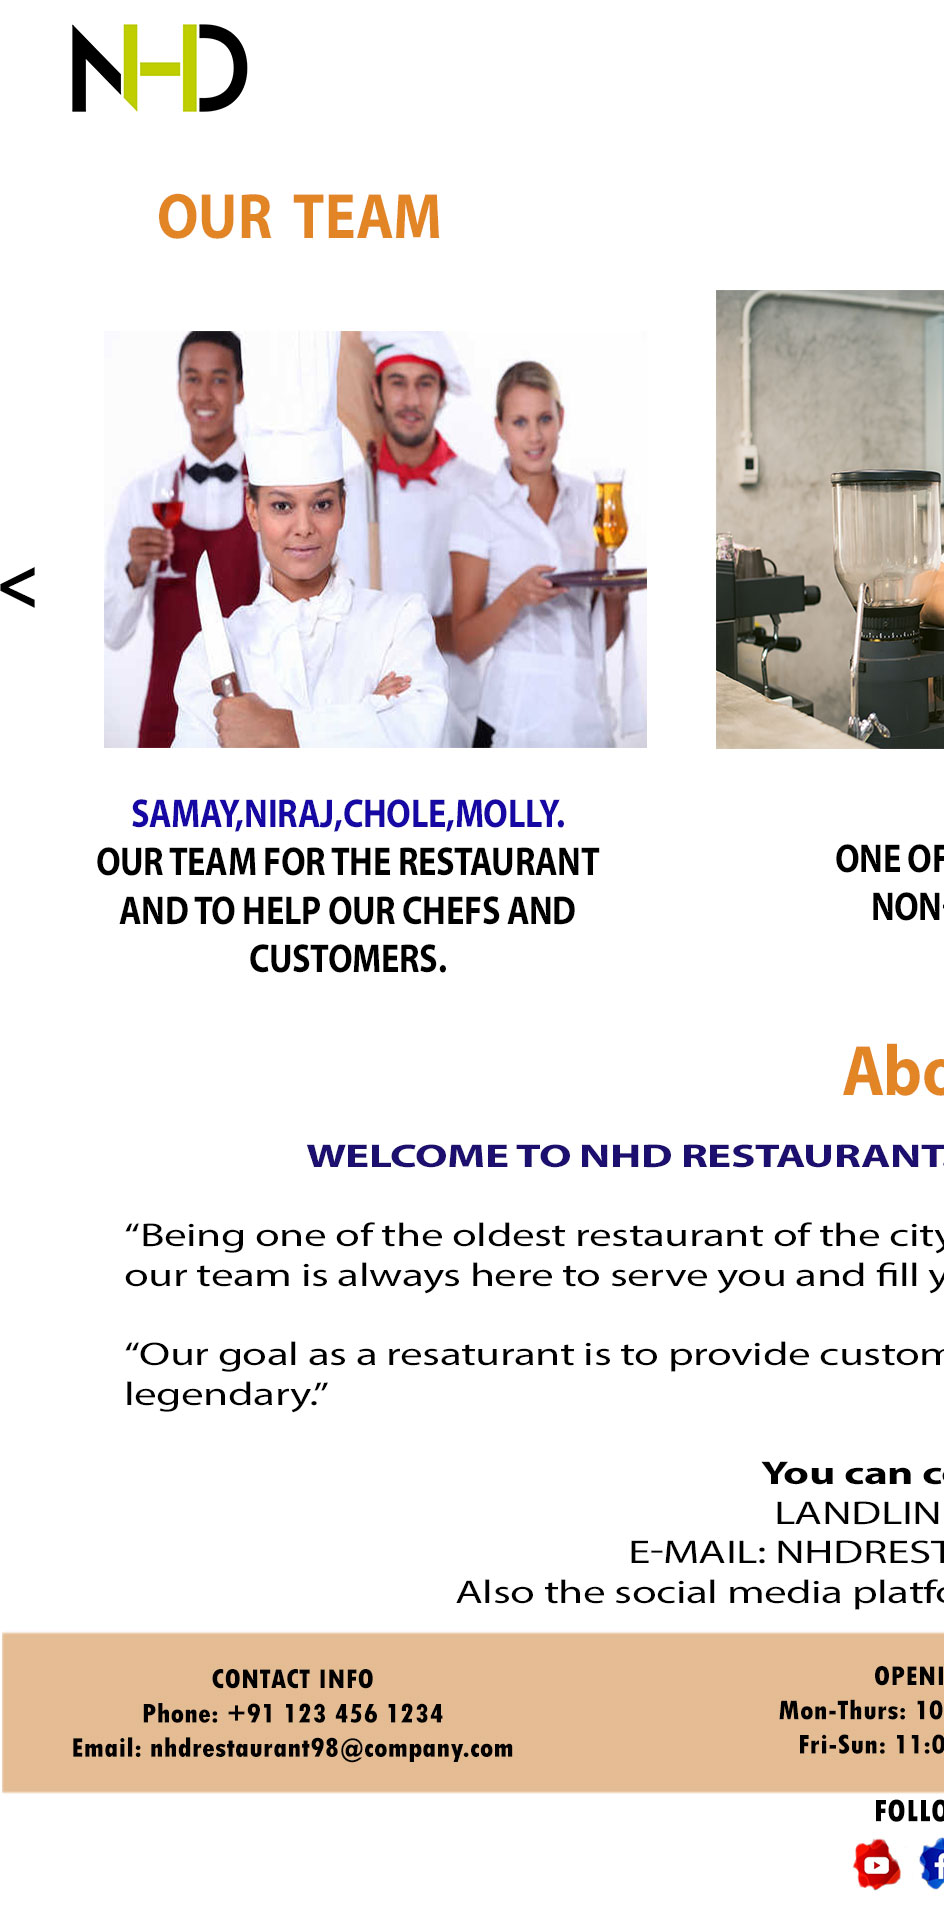 NHD
OUR TEAM
<
SAMAY,NIRAJ,CHOLE,MOLLY.
OUR TEAM FOR THE RESTAURANT
AND TO HELP OUR CHEFS AND
CUSTOMERS.
ONE OF
NON-
Abo
WELCOME TO NHD RESTAURANT.
“Being one of the oldest restaurant of the city
our team is always here to serve you and fill y
“Our goal as a resaturant is to provide custom
legendary.”
You can co
LANDLIN
E-MAIL: NHDREST
Also the social media platfo
CONTACT INFO
Phone: +91 123 456 1234
Email: nhdrestaurant98@company.com
OPENI
Mon-Thurs: 10
Fri-Sun: 11:0
FOLLO